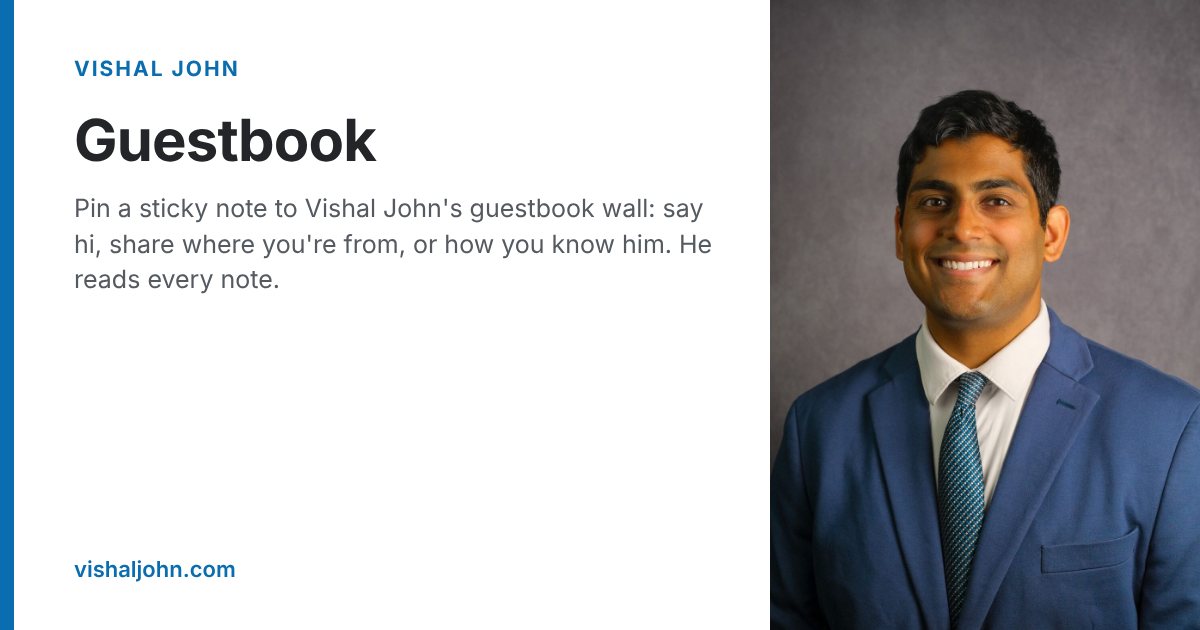 VISHAL JOHN
Guestbook
Pin a sticky note to Vishal John's guestbook wall: say
hi, share where you're from, or how you know him. He
reads every note.
vishaljohn.com